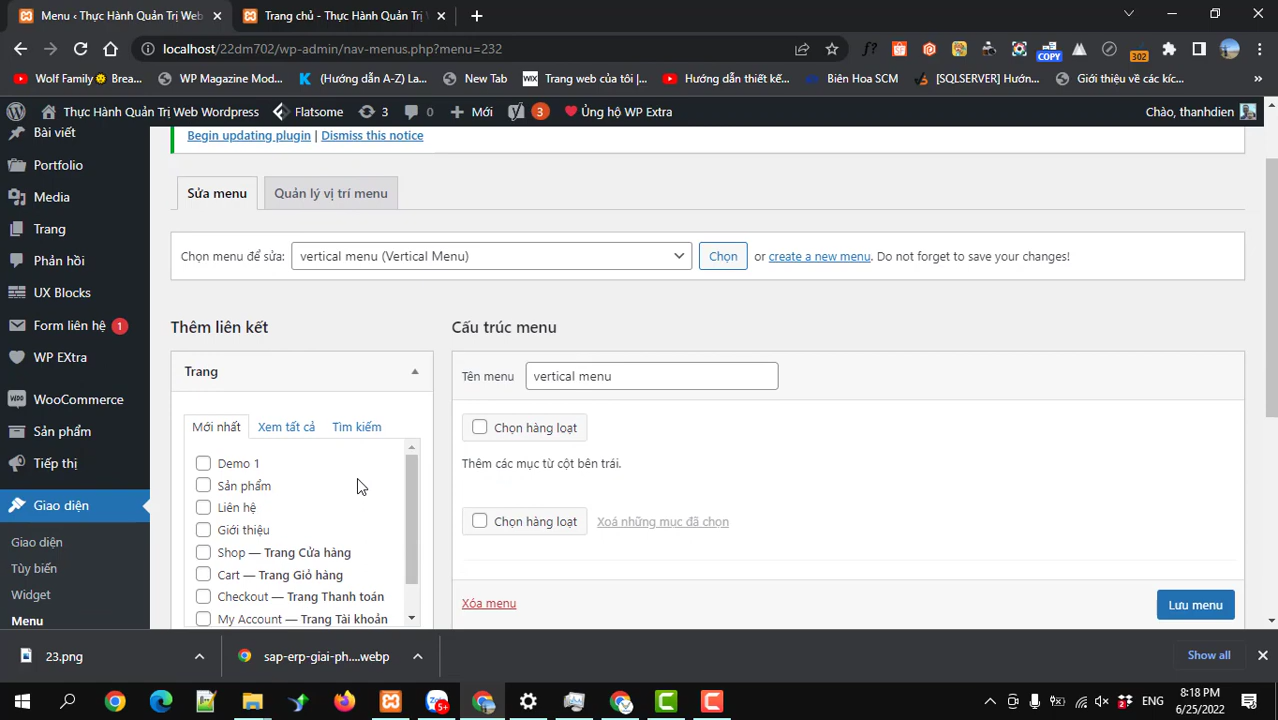 Menu ‹ Thực Hành Quản Trị Web
Trang chủ - Thực Hành Quản Trị V
localhost/22dm702/wp-admin/nav-menus.php?menu=232
f?
COPY
302
Wolf Family Brea...
WP Magazine Mod...
(Hướng dẫn A-Z) La...
New Tab
WIX
Trang web của tôi |...
Hướng dẫn thiết kế...
Biên Hoa SCM
[SQLSERVER] Hướn...
Giới thiệu về các kíc...
Thực Hành Quản Trị Web Wordpress
Flatsome
3
0
Mới
3
Ủng hộ WP Extra
Chào, thanhdien
Bài viết
Portfolio
Media
Trang
Phản hồi
UX Blocks
Form liên hệ 1
WP EXtra
WooCommerce
Sản phẩm
Tiếp thị
Giao diện
Giao diện
Tùy biến
Widget
Menu
Begin updating plugin | Dismiss this notice
Sửa menu
Quản lý vị trí menu
Chọn menu để sửa:
vertical menu (Vertical Menu)
Chọn
or create a new menu. Do not forget to save your changes!
Thêm liên kết
Trang
Mới nhất
Xem tất cả
Tìm kiếm
Demo 1
Sản phẩm
Liên hệ
Giới thiệu
Shop — Trang Cửa hàng
Cart — Trang Giỏ hàng
Checkout — Trang Thanh toán
My Account — Trang Tài khoản
Cấu trúc menu
Tên menu
vertical menu
Chọn hàng loạt
Thêm các mục từ cột bên trái.
Chọn hàng loạt
Xoá những mục đã chọn
Xóa menu
Lưu menu
23.png
sap-erp-giai-ph....webp
Show all
Zalo
5+
ENG
8:18 PM
6/25/2022